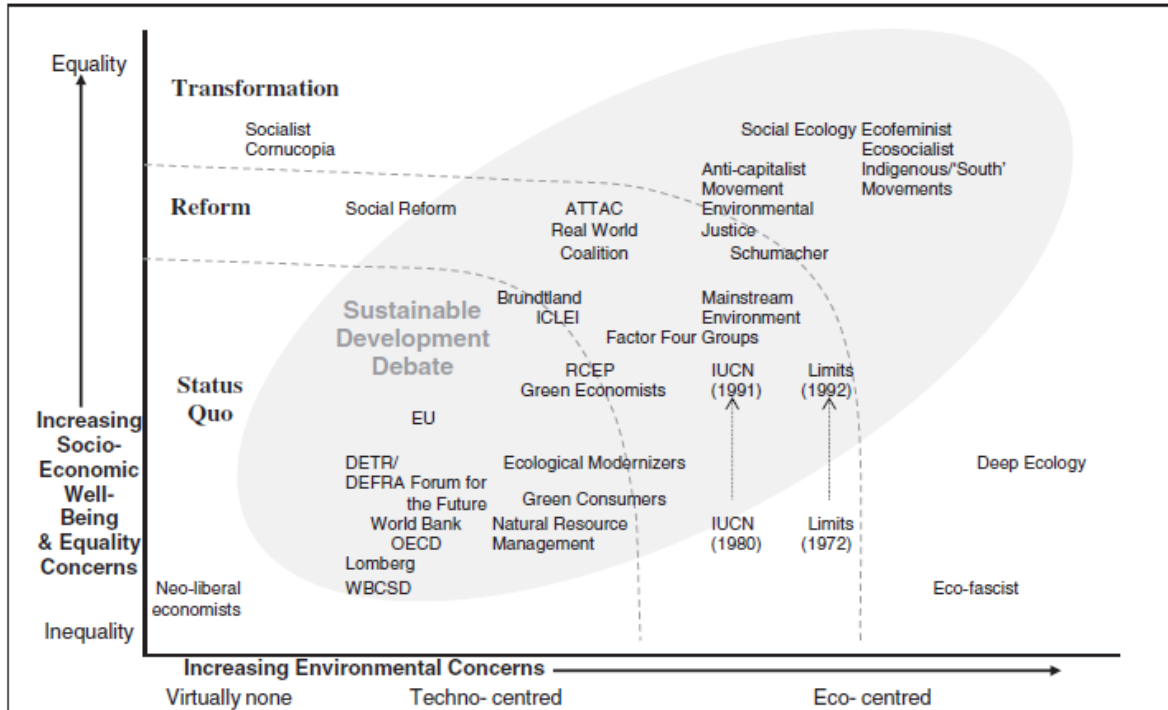 Equality
Transformation
Socialist
Cornucopia
Social Ecology Ecofeminist
Ecosocialist
Anti-capitalist
Movement
Indigenous/'South'
Movements
Reform
Social Reform
ATTAC
Real World
Coalition
Environmental
Justice
Schumacher
Sustainable
Development
Debate
Brundtland
ICLEI
Mainstream
Environment
Factor Four Groups
Status
Quo
RCEP
Green Economists
IUCN
(1991)
Limits
(1992)
EU
Increasing
Socio-
Economic
Well-
Being
& Equality
Concerns
DETR/
DEFRA Forum for
the Future
Ecological Modernizers
Deep Ecology
Green Consumers
World Bank
OECD
Natural Resource
Management
IUCN
(1980)
Limits
(1972)
Lomberg
WBCSD
Neo-liberal
economists
Eco-fascist
Inequality
Increasing Environmental Concerns
Virtually none
Techno- centred
Eco- centred